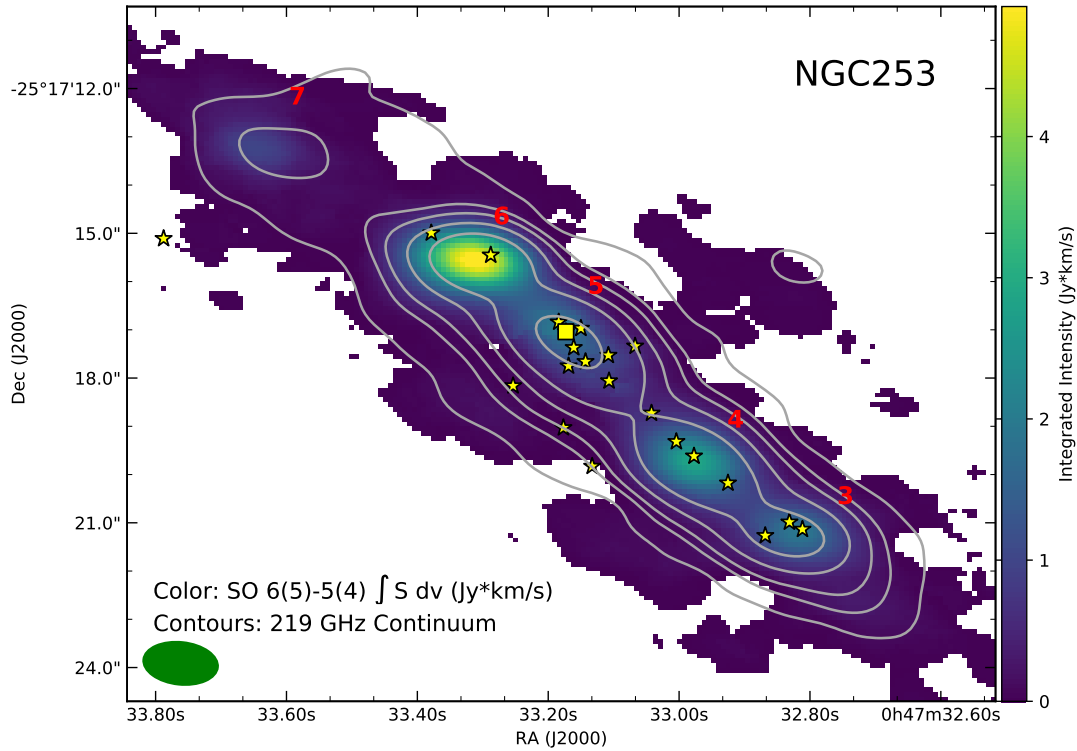 NGC253
-25°17'12.0"
15.0"
18.0"
21.0"
24.0"
Dec (J2000)
7
6
5
4
3
Color: SO 6(5)-5(4) ∫ S dv (Jy*km/s)
Contours: 219 GHz Continuum
33.80s 33.60s 33.40s 33.20s 33.00s 32.80s 0h47m32.60s
RA (J2000)
4
3
2
1
0
Integrated Intensity (Jy*km/s)